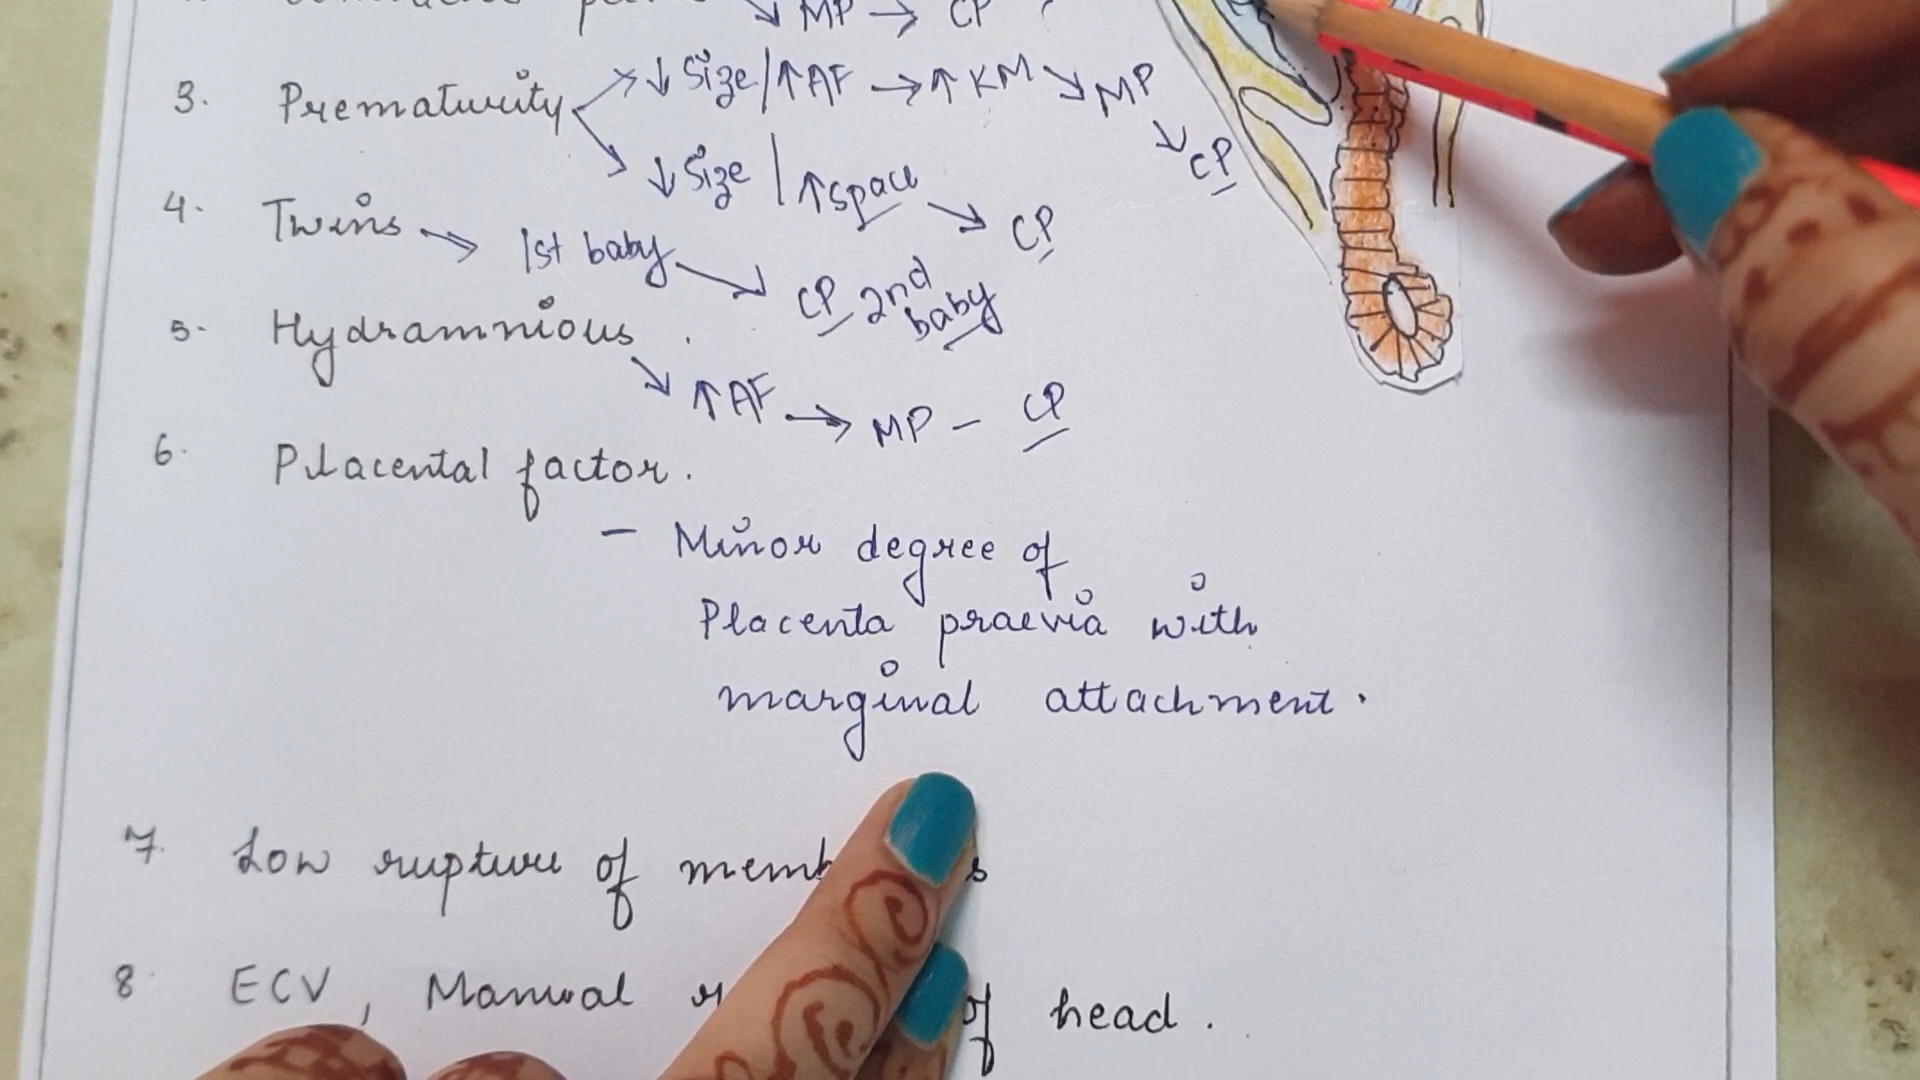 ↘ MP → CP
3. Prematurity ↗ ↓ Size/↑AF → ↑ KM ↘ MP
↘ CP
↘ ↓ Size / ↑space → CP
4. Twins → 1st baby → CP 2nd baby
5. Hydramnious.
↘ ↑AF → MP – CP
6. Placental factor.
– Minor degree of
Placenta praevia with
marginal attachment.
7. Low rupture of
8. ECV, Manual of head.